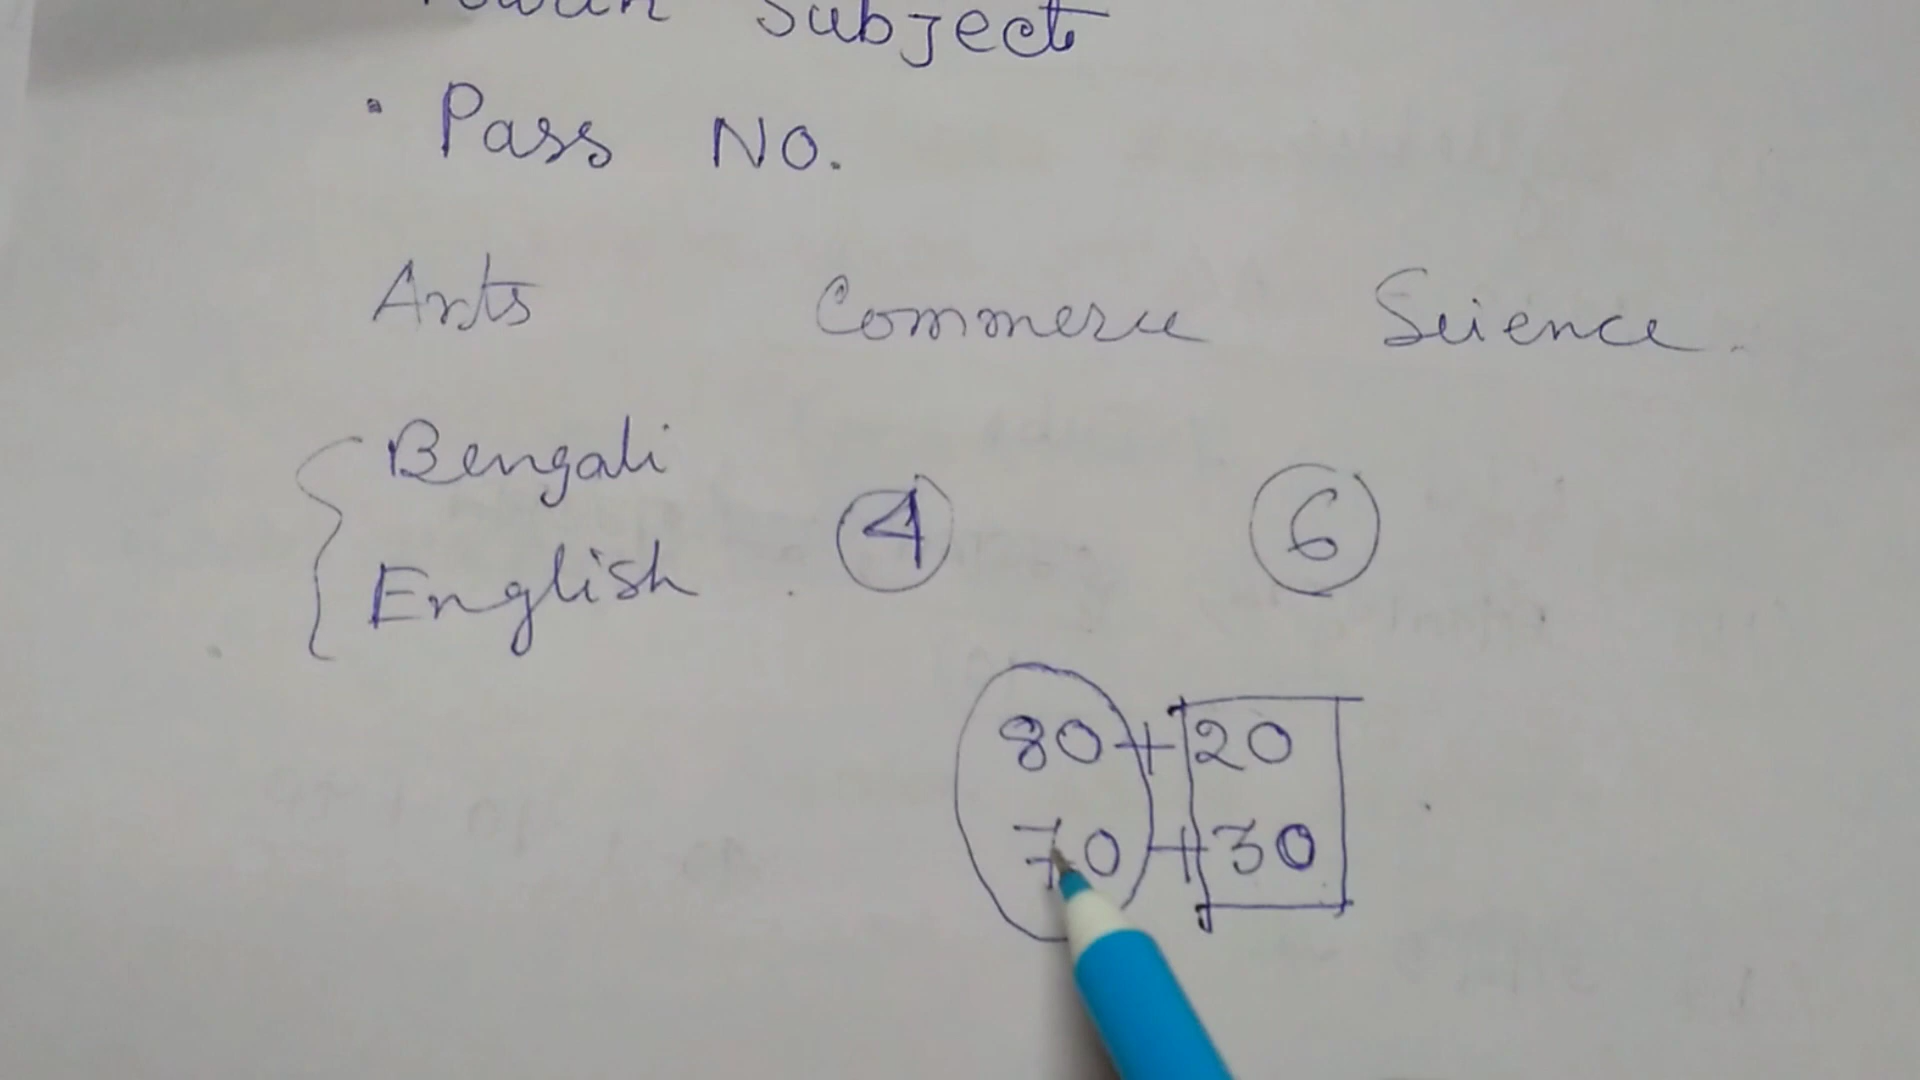 Subject
• Pass No.
Arts Commerce Science.
Bengali
English
4 6
80+20
70+30